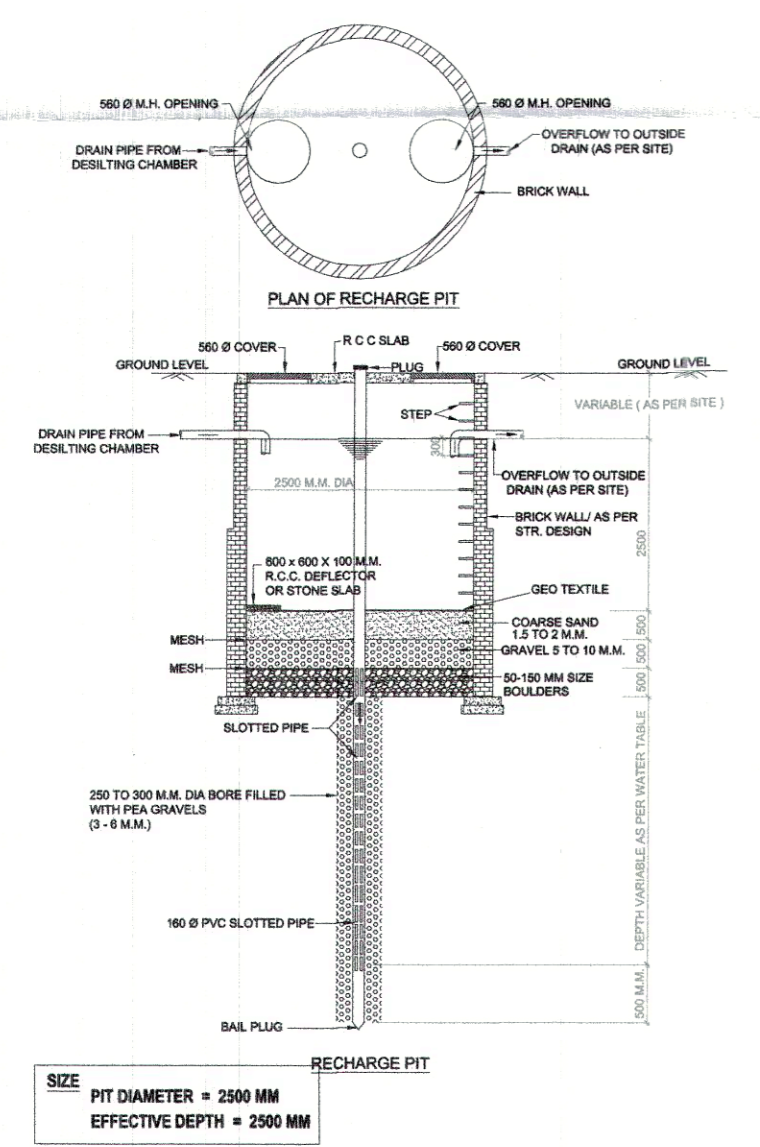 560 Ø M.H. OPENING
560 Ø M.H. OPENING
DRAIN PIPE FROM
DESILTING CHAMBER
OVERFLOW TO OUTSIDE
DRAIN (AS PER SITE)
BRICK WALL
PLAN OF RECHARGE PIT
560 Ø COVER
R C C SLAB
560 Ø COVER
GROUND LEVEL
PLUG
GROUND LEVEL
STEP
VARIABLE ( AS PER SITE )
DRAIN PIPE FROM
DESILTING CHAMBER
300
OVERFLOW TO OUTSIDE
DRAIN (AS PER SITE)
2500 M.M. DIA
BRICK WALL/ AS PER
STR. DESIGN
2500
600 x 600 X 100 M.M.
R.C.C. DEFLECTOR
OR STONE SLAB
GEO TEXTILE
COARSE SAND
1.5 TO 2 M.M.
500
MESH
GRAVEL 5 TO 10 M.M.
500
MESH
50-150 MM SIZE
BOULDERS
500
SLOTTED PIPE
250 TO 300 M.M. DIA BORE FILLED
WITH PEA GRAVELS
(3 - 6 M.M.)
DEPTH VARIABLE AS PER WATER TABLE
160 Ø PVC SLOTTED PIPE
500 M.M.
BAIL PLUG
RECHARGE PIT
SIZE
PIT DIAMETER = 2500 MM
EFFECTIVE DEPTH = 2500 MM